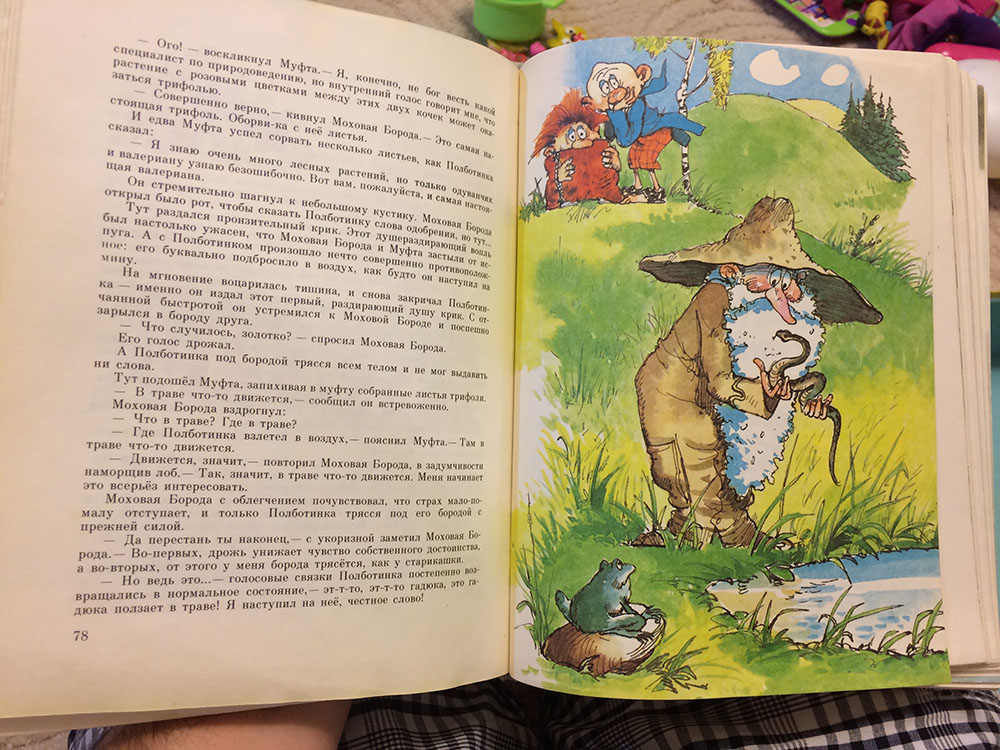 — Ого! — воскликнул Муфта.— Я, конечно, не бог весть какой
специалист по природоведению, но внутренний голос говорит мне, что
растение с розовыми цветками между этих двух кочек может ока-
заться трифолью.
— Совершенно верно,— кивнул Моховая Борода.— Это самая на-
стоящая трифоль. Оборви-ка с неё листья.
И едва Муфта успел сорвать несколько листьев, как Полботинка
сказал:
— Я знаю очень много лесных растений, но только одуванчик
и валериану узнаю безошибочно. Вот вам, пожалуйста, и самая настоя-
щая валериана.
Он стремительно шагнул к небольшому кустику. Моховая Борода
открыл было рот, чтобы сказать Полботинку слова одобрения, но тут...
Тут раздался пронзительный крик. Этот душераздирающий вопль
был настолько ужасен, что Моховая Борода и Муфта застыли от ис-
пуга. А с Полботинком произошло нечто совершенно противополож-
ное: его буквально подбросило в воздух, как будто он наступил на
мину.
На мгновение воцарилась тишина, и снова закричал Полботин-
ка — именно он издал этот первый, раздирающий душу крик. С от-
чаянной быстротой он устремился к Моховой Бороде и поспешно
зарылся в бороду друга.
— Что случилось, золотко? — спросил Моховая Борода.
Его голос дрожал.
А Полботинка под бородой трясся всем телом и не мог выдавить
ни слова.
Тут подошёл Муфта, запихивая в муфту собранные листья трифоли.
— В траве что-то движется,— сообщил он встревоженно.
Моховая Борода вздрогнул:
— Что в траве? Где в траве?
— Где Полботинка взлетел в воздух,— пояснил Муфта.— Там в
траве что-то движется.
— Движется, значит,— повторил Моховая Борода, в задумчивости
наморщив лоб.— Так, значит, в траве что-то движется. Меня начинает
это всерьёз интересовать.
Моховая Борода с облегчением почувствовал, что страх мало-по-
малу отступает, и только Полботинка трясся под его бородой с
прежней силой.
— Да перестань ты наконец,— с укоризной заметил Моховая Бо-
рода.— Во-первых, дрожь унижает чувство собственного достоинства,
а во-вторых, от этого у меня борода трясётся, как у старикашки.
— Но ведь это...— голосовые связки Полботинка постепенно воз-
вращались в нормальное состояние,— эт-т-то, эт-т-то гадюка, это га-
дюка ползает в траве! Я наступил на неё, честное слово!
78